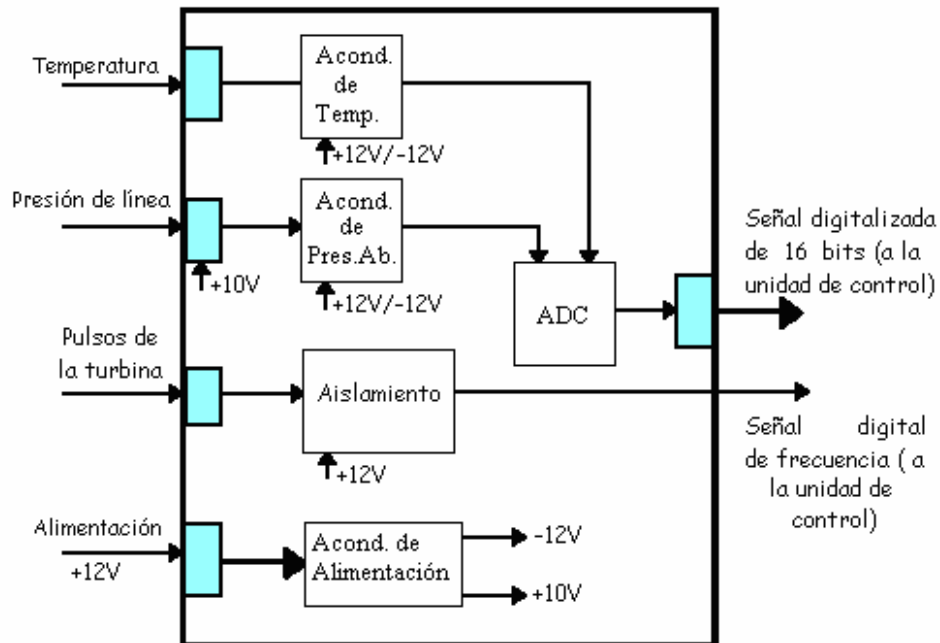 Temperatura
Acond.
de
Temp.
+12V/-12V
Presión de línea
+10V
Acond.
de
Pres.Ab.
+12V/-12V
ADC
Señal digitalizada
de 16 bits (a la
unidad de control)
Pulsos de
la turbina
Aislamiento
+12V
Señal digital
de frecuencia ( a
la unidad de
control)
Alimentación
+12V
Acond. de
Alimentación
-12V
+10V